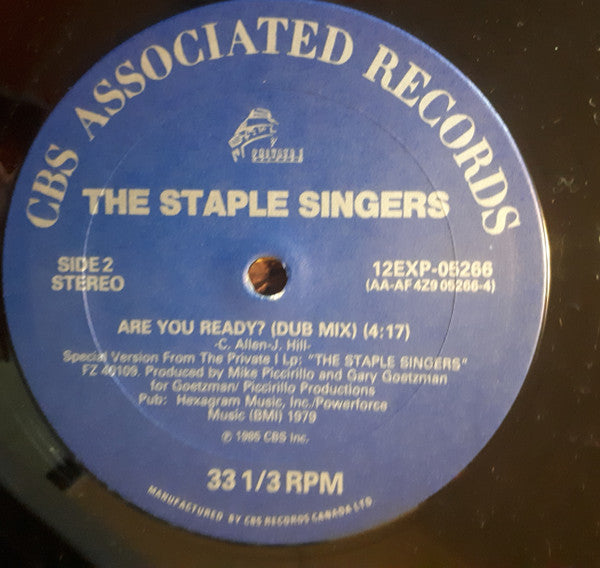 CBS ASSOCIATED RECORDS
THE STAPLE SINGERS
SIDE 2
STEREO
12EXP-05266
(AA-AF 4Z9 05266-4)
ARE YOU READY? (DUB MIX) (4:17)
-C. Allen-J. Hill-
Special Version From The Private I Lp: "THE STAPLE SINGERS"
FZ 40109. Produced by Mike Piccirillo and Gary Goetzman
for Goetzman/ Piccirillo Productions
Pub: Hexagram Music, Inc./Powerforce
Music (BMI) 1979
℗ 1985 CBS Inc.
33 1/3 RPM
MANUFACTURED BY CBS RECORDS CANADA LTD.